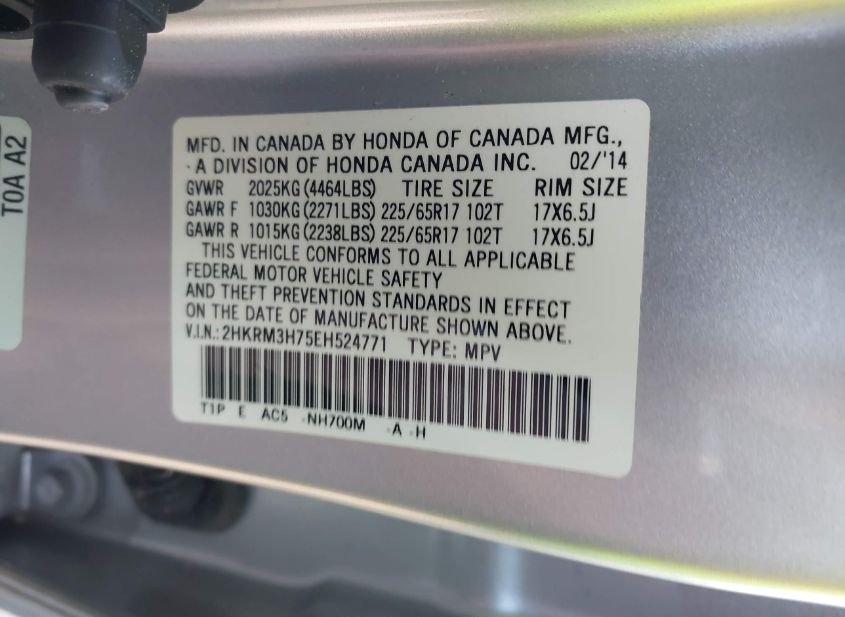 T0A A2
MFD. IN CANADA BY HONDA OF CANADA MFG.,
A DIVISION OF HONDA CANADA INC. 02/'14
GVWR 2025KG (4464LBS) TIRE SIZE RIM SIZE
GAWR F 1030KG (2271LBS) 225/65R17 102T 17X6.5J
GAWR R 1015KG (2238LBS) 225/65R17 102T 17X6.5J
THIS VEHICLE CONFORMS TO ALL APPLICABLE
FEDERAL MOTOR VEHICLE SAFETY
AND THEFT PREVENTION STANDARDS IN EFFECT
ON THE DATE OF MANUFACTURE SHOWN ABOVE.
V.I.N.: 2HKRM3H75EH524771 TYPE: MPV
T1P E AC5 -NH700M -A -H